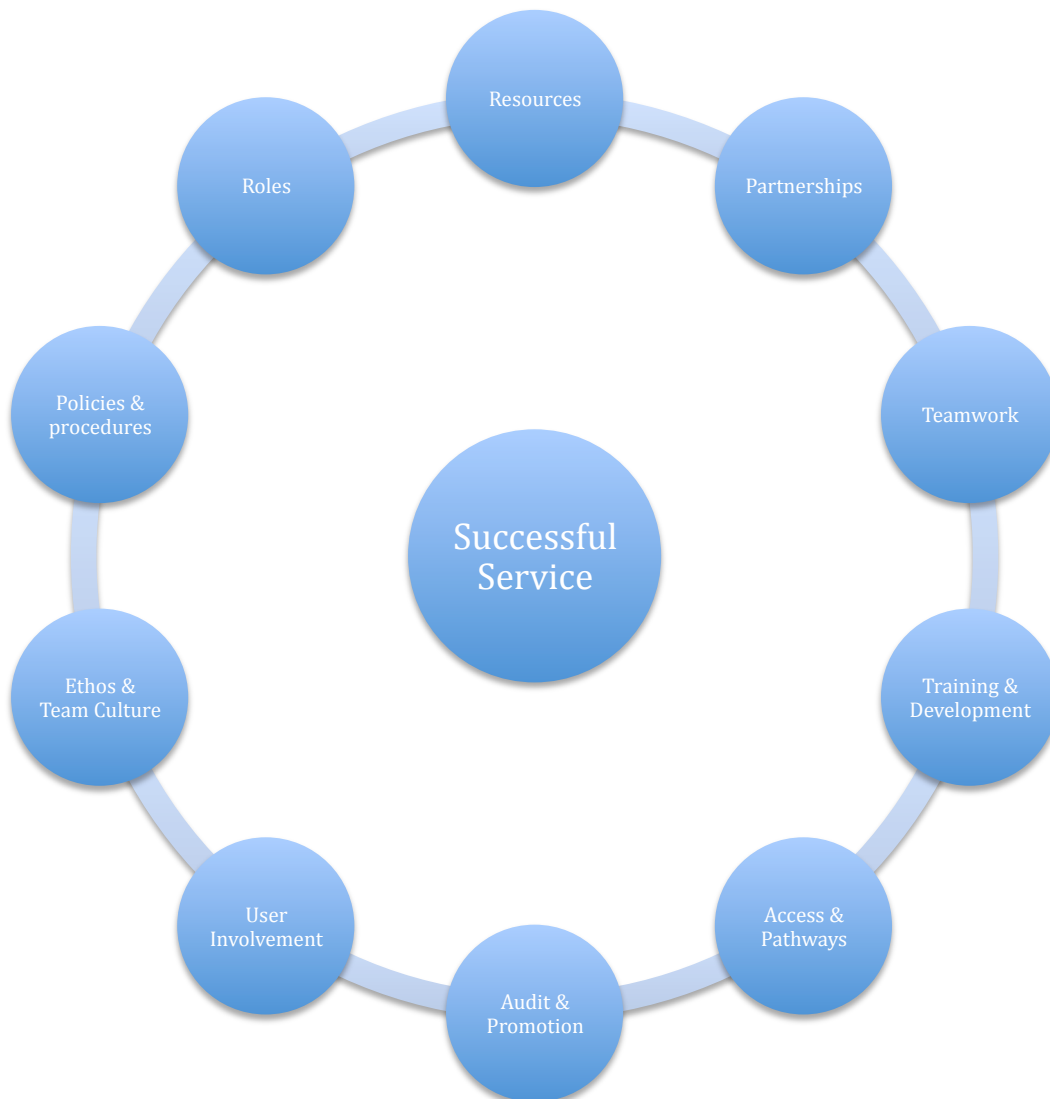 Resources
Roles
Partnerships
Policies &
procedures
Teamwork
Successful
Service
Ethos &
Team Culture
Training &
Development
User
Involvement
Access &
Pathways
Audit &
Promotion